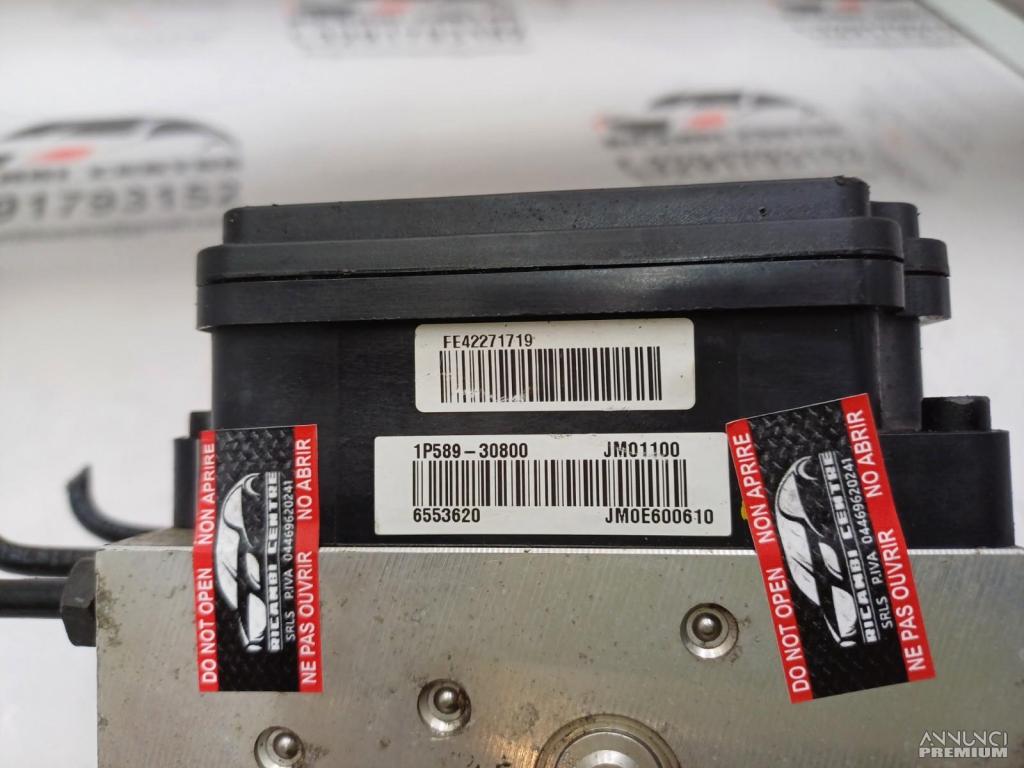 FE42271719
1P589-30800 JM01100
6553620 JM0E600610
DO NOT OPEN NON APRIRE
RICAMBI CENTRE
SRLS P.IVA 04469620241
NE PAS OUVRIR NO ABRIR
DO NOT OPEN NON APRIRE
RICAMBI CENTRE
SRLS P.IVA 04469620241
NE PAS OUVRIR NO ABRIR
ANNUNCI
PREMIUM